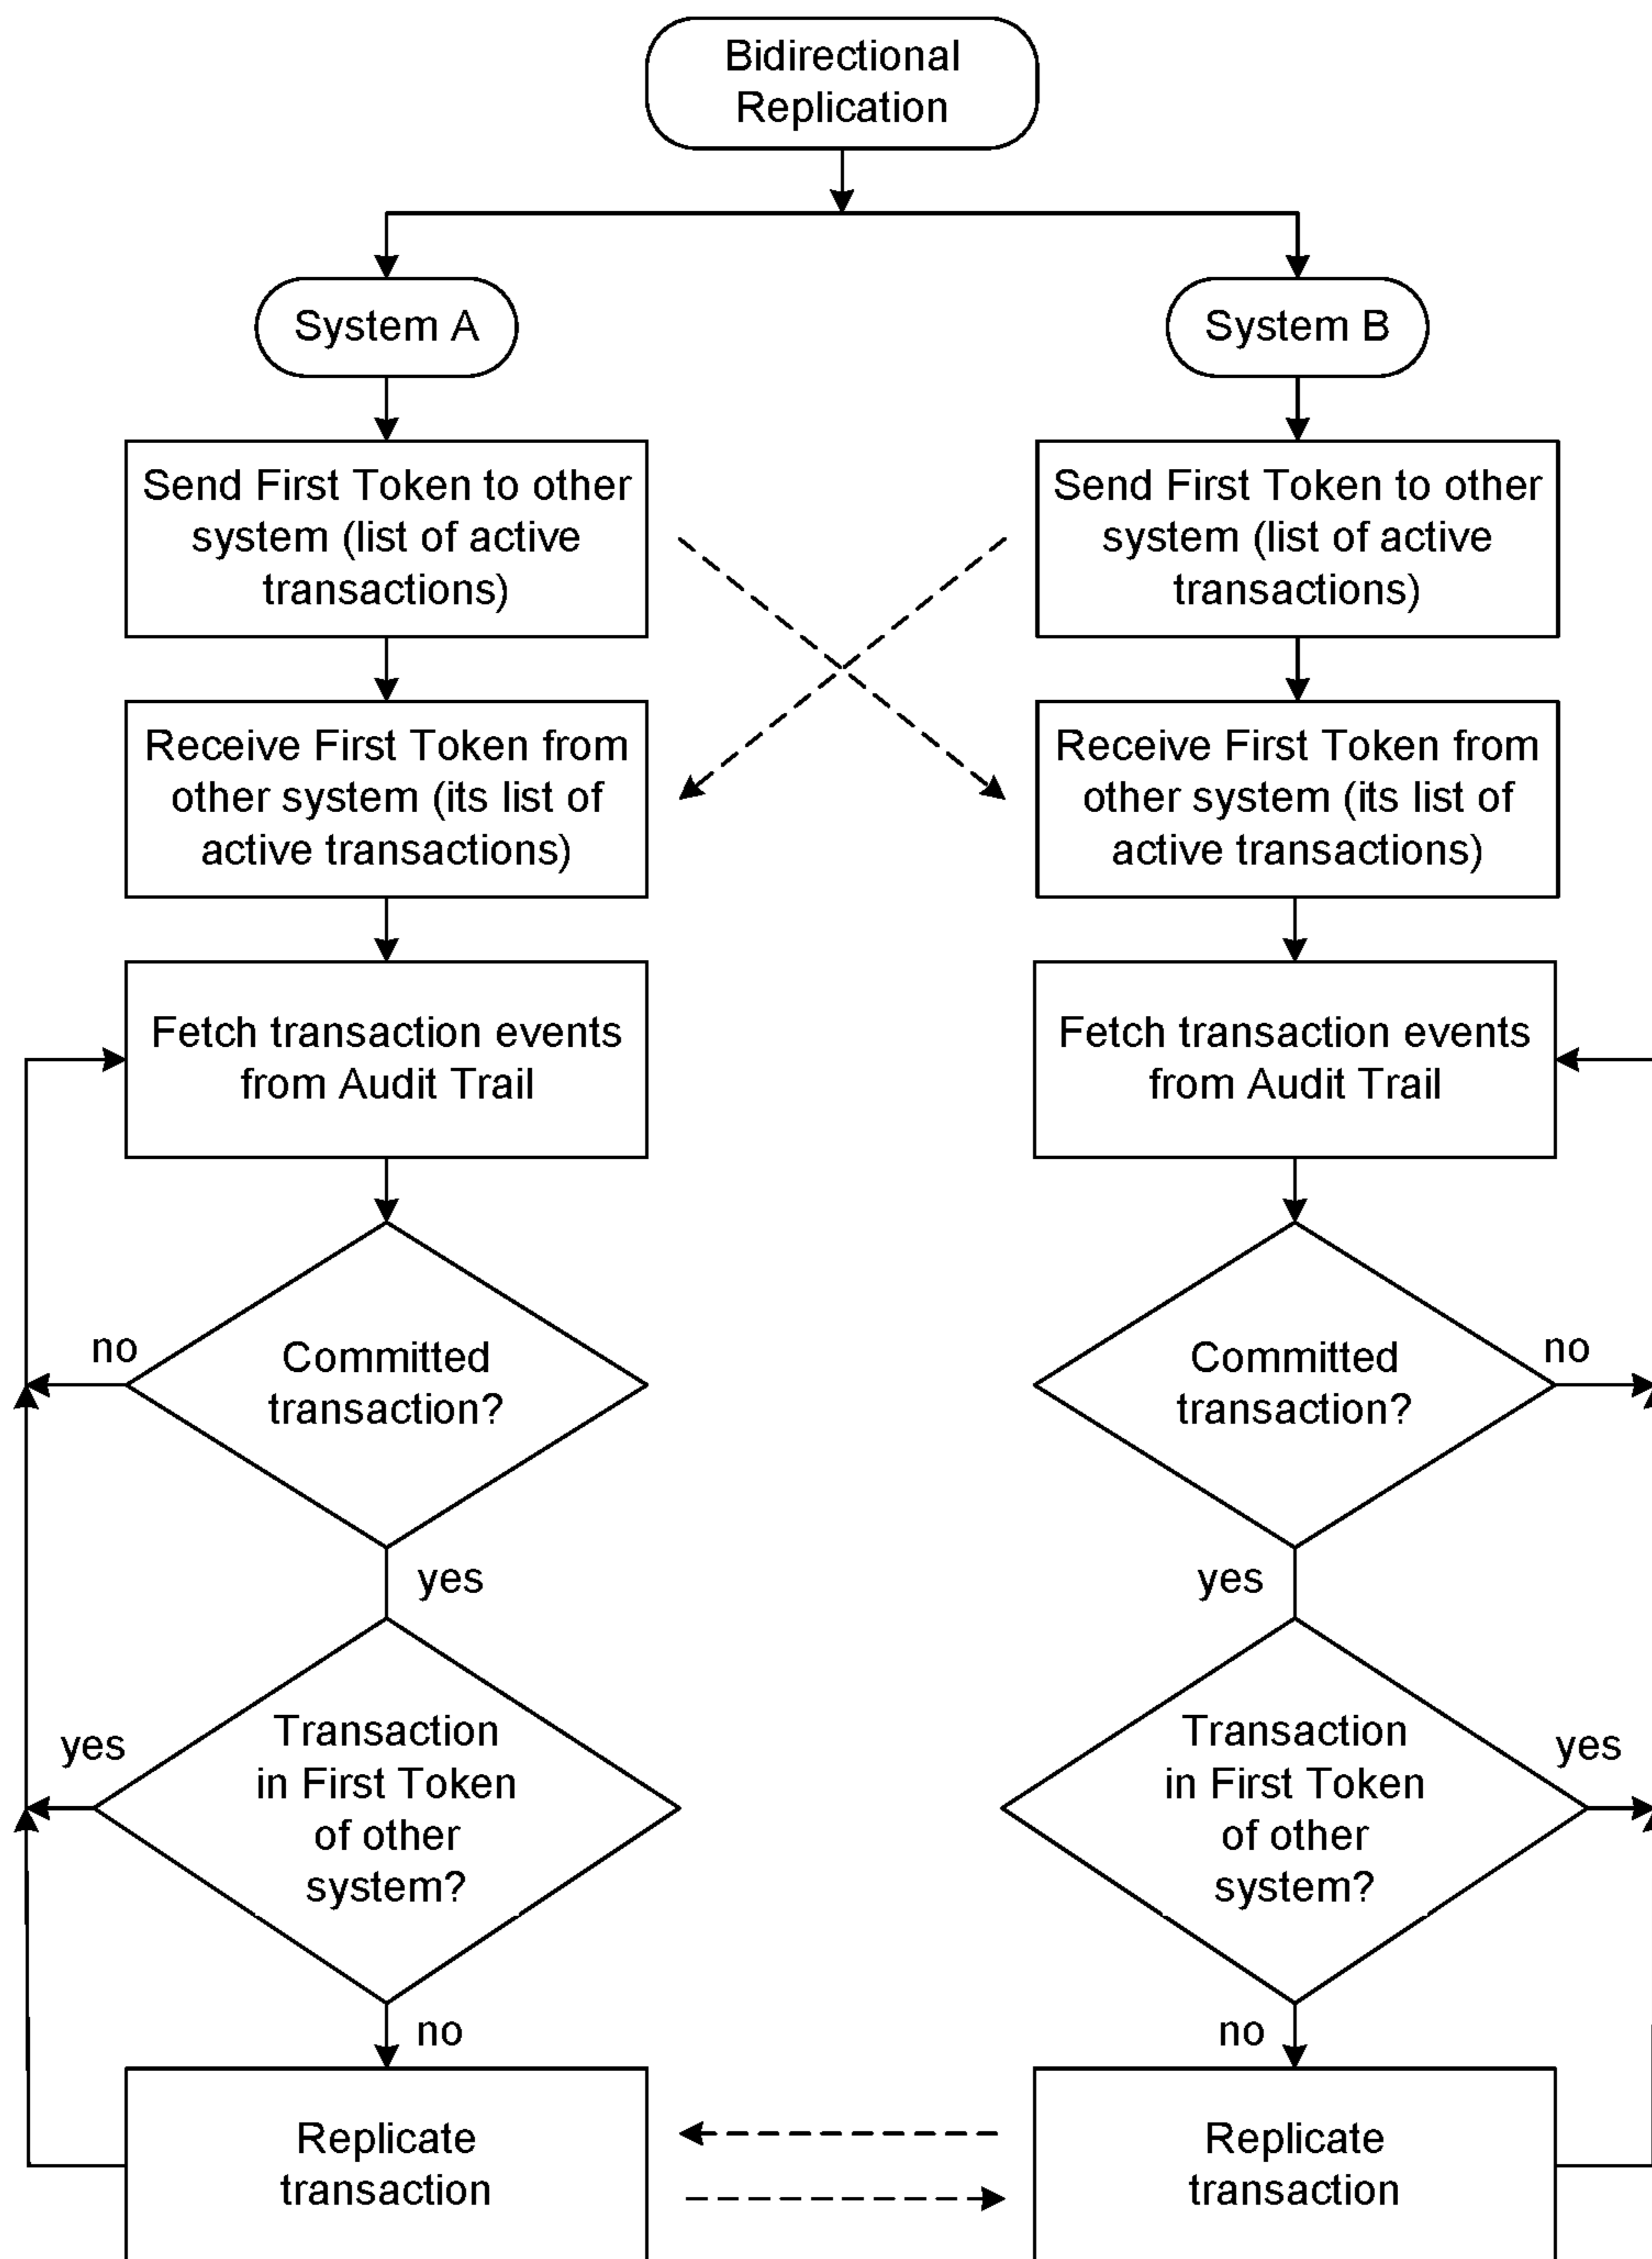 Bidirectional
Replication
System A
System B
Send First Token to other
system (list of active
transactions)
Send First Token to other
system (list of active
transactions)
Receive First Token from
other system (its list of
active transactions)
Receive First Token from
other system (its list of
active transactions)
Fetch transaction events
from Audit Trail
Fetch transaction events
from Audit Trail
no
Committed
transaction?
Committed
transaction?
no
yes
yes
yes
Transaction
in First Token
of other
system?
Transaction
in First Token
of other
system?
yes
no
no
Replicate
transaction
Replicate
transaction